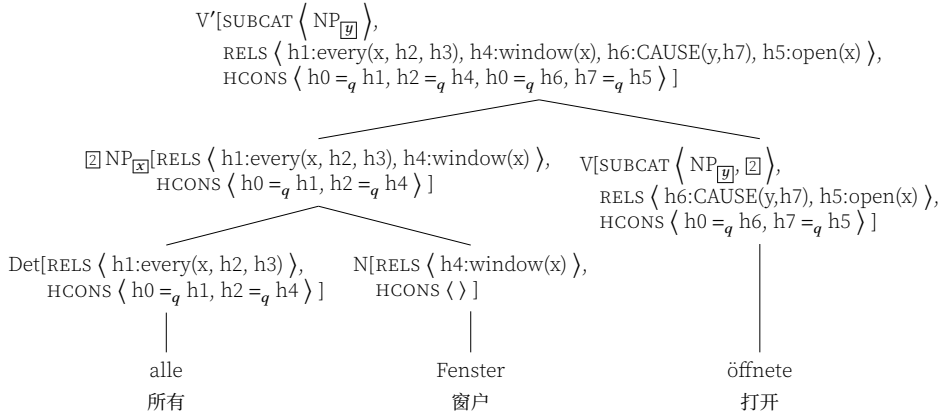 V′[SUBCAT ⟨ NP[y] ⟩,
RELS ⟨ h1:every(x, h2, h3), h4:window(x), h6:CAUSE(y,h7), h5:open(x) ⟩,
HCONS ⟨ h0 =q h1, h2 =q h4, h0 =q h6, h7 =q h5 ⟩ ]
[2] NP[x][RELS ⟨ h1:every(x, h2, h3), h4:window(x) ⟩,
HCONS ⟨ h0 =q h1, h2 =q h4 ⟩ ]
V[SUBCAT ⟨ NP[y], [2] ⟩,
RELS ⟨ h6:CAUSE(y,h7), h5:open(x) ⟩,
HCONS ⟨ h0 =q h6, h7 =q h5 ⟩ ]
Det[RELS ⟨ h1:every(x, h2, h3) ⟩,
HCONS ⟨ h0 =q h1, h2 =q h4 ⟩ ]
N[RELS ⟨ h4:window(x) ⟩,
HCONS ⟨ ⟩ ]
alle
所有
Fenster
窗户
öffnete
打开